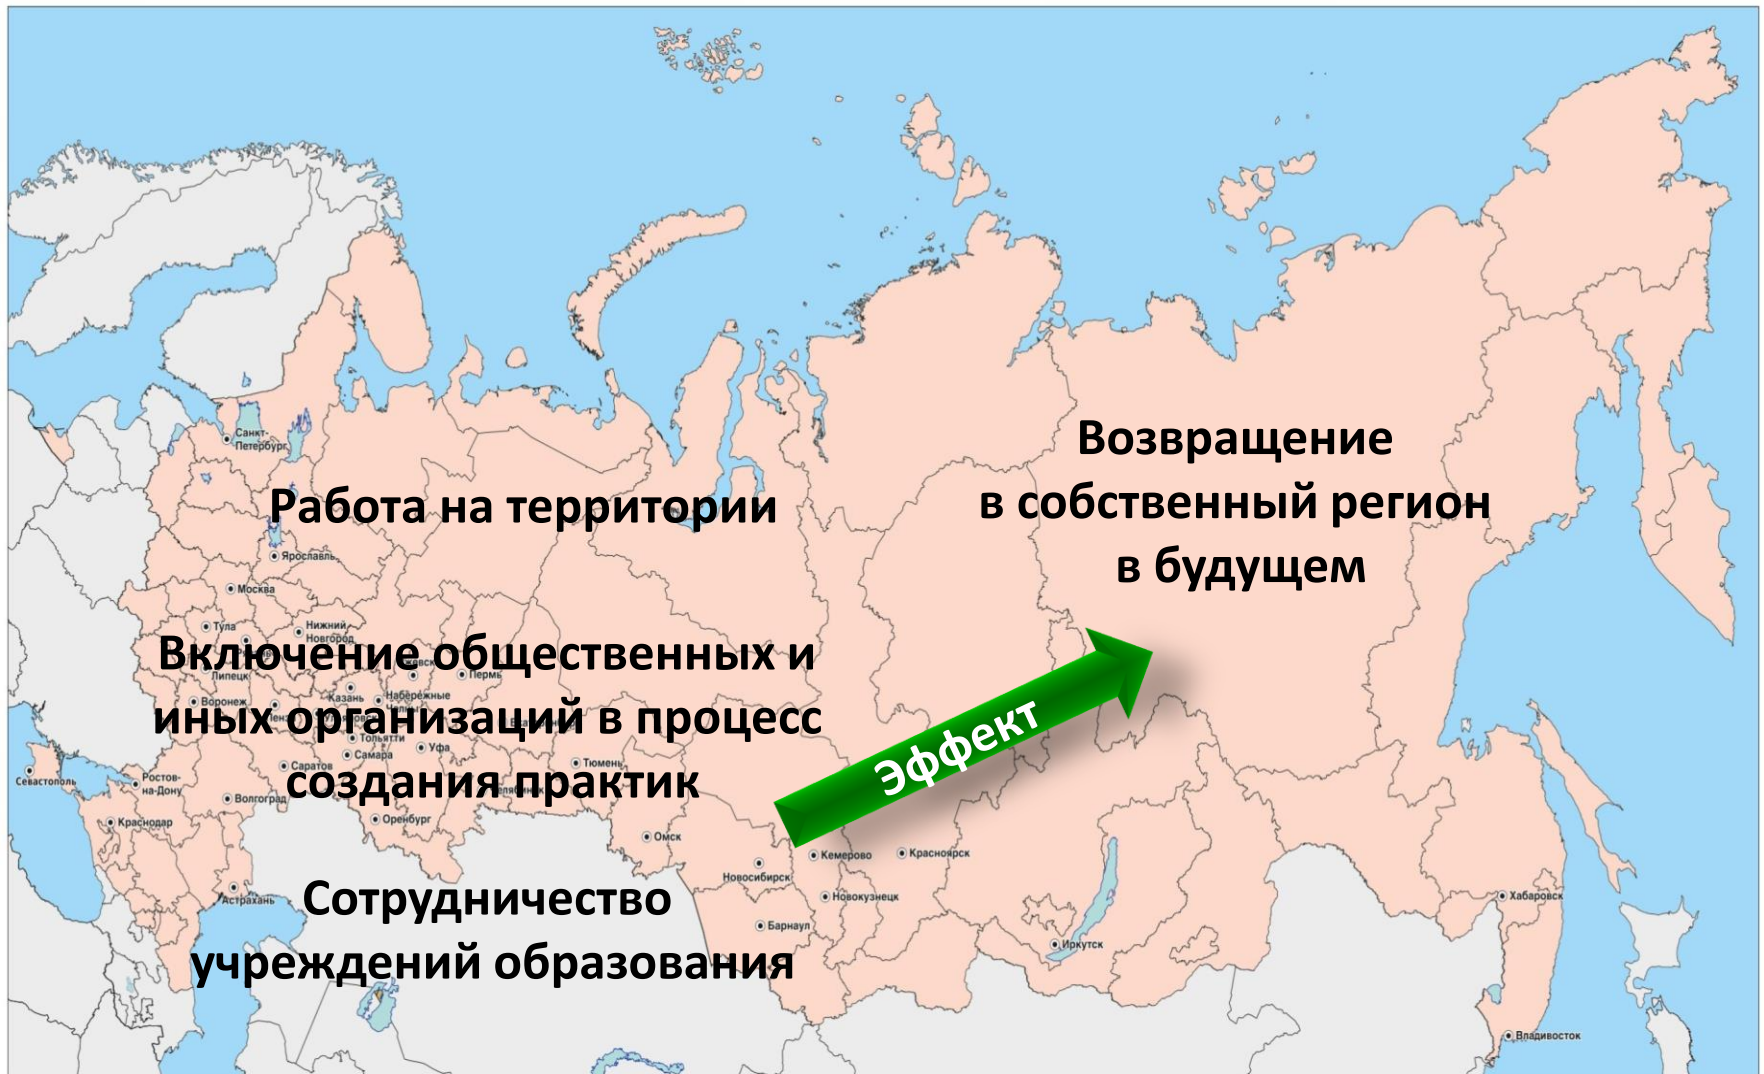 Возвращение
в собственный регион
в будущем
Работа на территории
Включение общественных и
иных организаций в процесс
создания практик
Сотрудничество
учреждений образования
Эффект
Санкт-
Петербург
Ярославль
Москва
Тула
Нижний
Новгород
Липецк
Пермь
Воронеж
Казань
Набережные
Тольятти
Самара
Уфа
Саратов
Тюмень
Севастополь
Ростов-
на-Дону
Волгоград
Краснодар
Оренбург
Омск
Астрахань
Новосибирск
Кемерово
Красноярск
Новокузнецк
Барнаул
Иркутск
Хабаровск
Владивосток